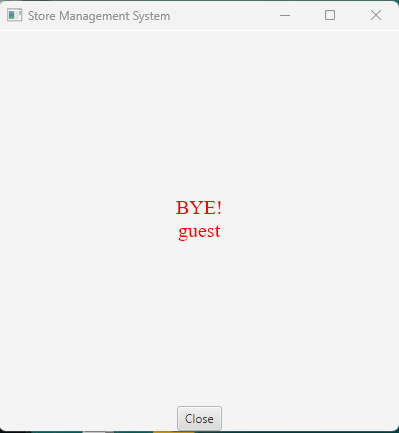 Store Management System
BYE!
guest
Close